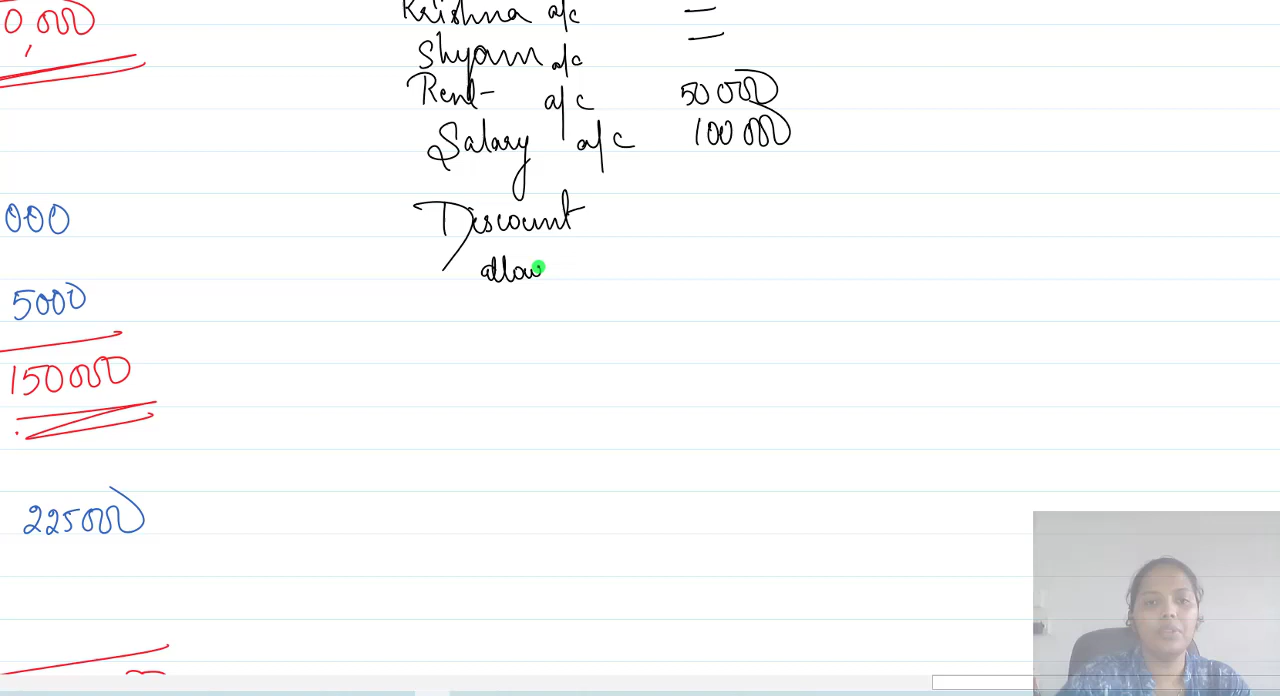 0,000
Krishna a/c —
Shyam a/c —
Rent a/c 50000
Salary a/c 100000
000
Discount
allow
5000
150000
225000